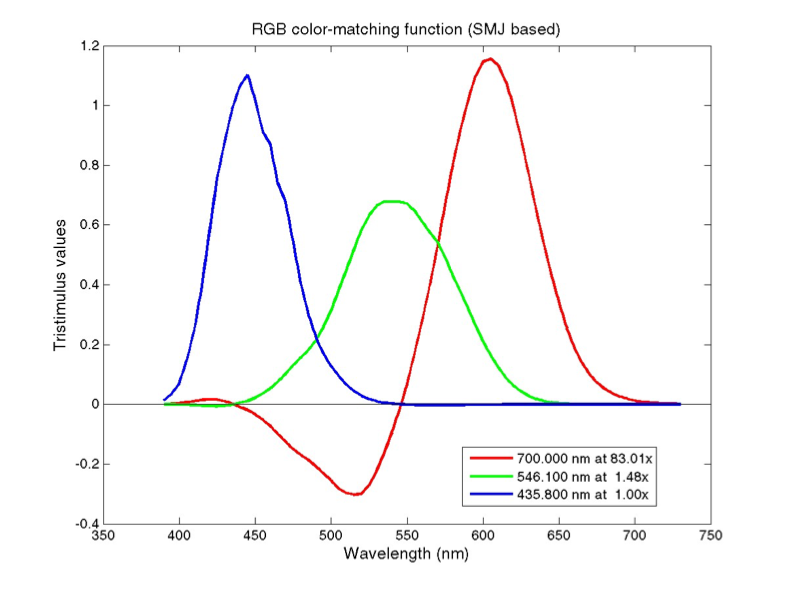 RGB color-matching function (SMJ based)
1.2
1
0.8
0.6
0.4
0.2
0
-0.2
-0.4
Tristimulus values
700.000 nm at 83.01x
546.100 nm at 1.48x
435.800 nm at 1.00x
350 400 450 500 550 600 650 700 750
Wavelength (nm)